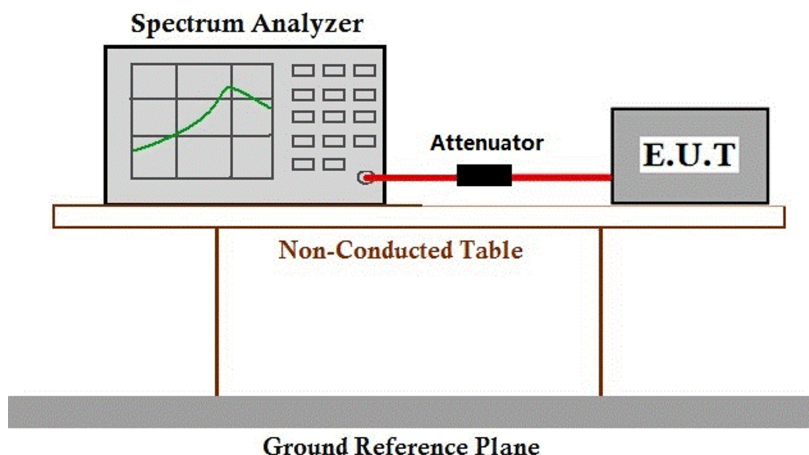 Spectrum Analyzer
Attenuator
E.U.T
Non-Conducted Table
Ground Reference Plane